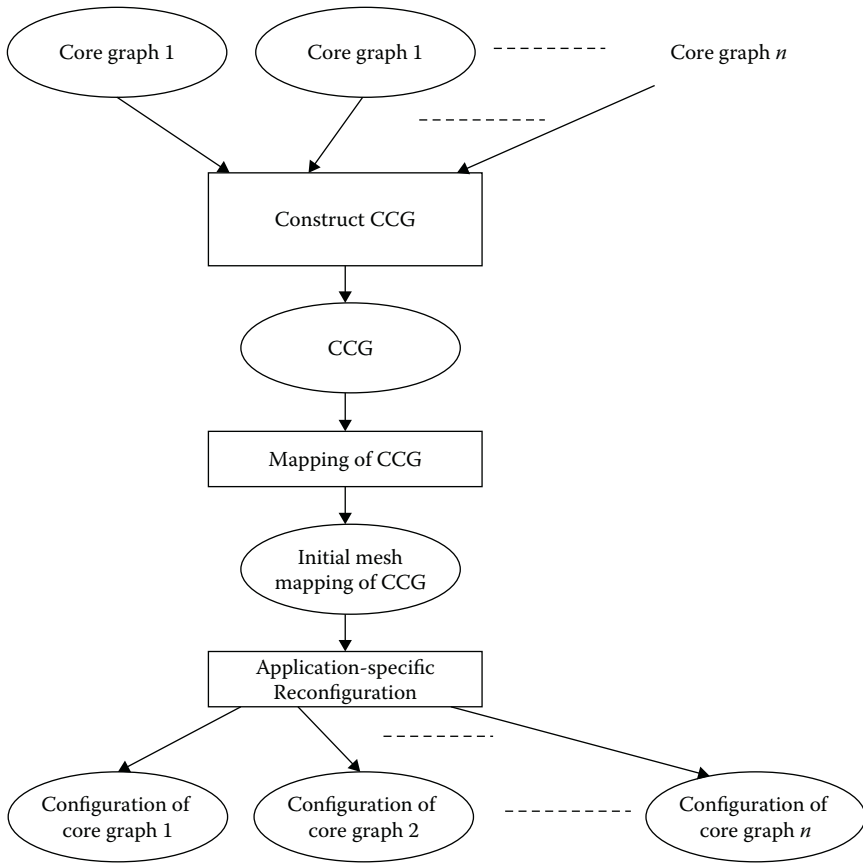 Core graph 1
Core graph 1
Core graph n
Construct CCG
CCG
Mapping of CCG
Initial mesh
mapping of CCG
Application-specific
Reconfiguration
Configuration of
core graph 1
Configuration of
core graph 2
Configuration of
core graph n